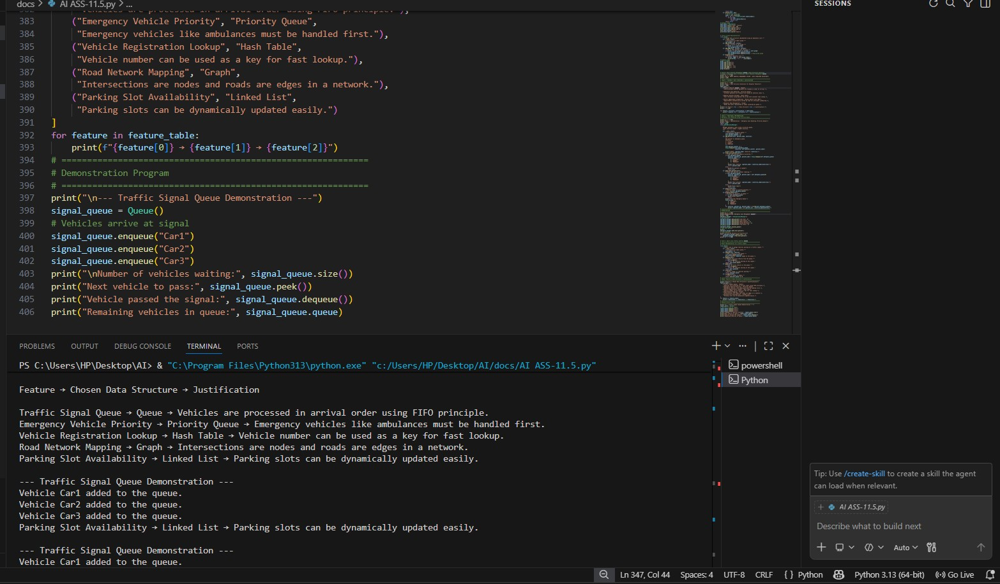 docs > AI ASS-11.5.py > ...
SESSIONS
383 ("Emergency Vehicle Priority", "Priority Queue",
384 "Emergency vehicles like ambulances must be handled first."),
385 ("Vehicle Registration Lookup", "Hash Table",
386 "Vehicle number can be used as a key for fast lookup."),
387 ("Road Network Mapping", "Graph",
388 "Intersections are nodes and roads are edges in a network."),
389 ("Parking Slot Availability", "Linked List",
390 "Parking slots can be dynamically updated easily.")
391 ]
392 for feature in feature_table:
393 print(f"{feature[0]} → {feature[1]} → {feature[2]}")
394 # ============================================================
395 # Demonstration Program
396 # ============================================================
397 print("\n--- Traffic Signal Queue Demonstration ---")
398 signal_queue = Queue()
399 # Vehicles arrive at signal
400 signal_queue.enqueue("Car1")
401 signal_queue.enqueue("Car2")
402 signal_queue.enqueue("Car3")
403 print("\nNumber of vehicles waiting:", signal_queue.size())
404 print("Next vehicle to pass:", signal_queue.peek())
405 print("Vehicle passed the signal:", signal_queue.dequeue())
406 print("Remaining vehicles in queue:", signal_queue.queue)
PROBLEMS OUTPUT DEBUG CONSOLE TERMINAL PORTS
PS C:\Users\HP\Desktop\AI> & "C:\Program Files\Python313\python.exe" "c:/Users/HP/Desktop/AI/docs/AI ASS-11.5.py"
Feature → Chosen Data Structure → Justification
Traffic Signal Queue → Queue → Vehicles are processed in arrival order using FIFO principle.
Emergency Vehicle Priority → Priority Queue → Emergency vehicles like ambulances must be handled first.
Vehicle Registration Lookup → Hash Table → Vehicle number can be used as a key for fast lookup.
Road Network Mapping → Graph → Intersections are nodes and roads are edges in a network.
Parking Slot Availability → Linked List → Parking slots can be dynamically updated easily.
--- Traffic Signal Queue Demonstration ---
Vehicle Car1 added to the queue.
Vehicle Car2 added to the queue.
Vehicle Car3 added to the queue.
Parking Slot Availability → Linked List → Parking slots can be dynamically updated easily.
--- Traffic Signal Queue Demonstration ---
Vehicle Car1 added to the queue.
powershell
Python
Tip: Use /create-skill to create a skill the agent
can load when relevant.
AI ASS-11.5.py
Describe what to build next
Auto
Ln 347, Col 44 Spaces: 4 UTF-8 CRLF { } Python Python 3.13 (64-bit) Go Live